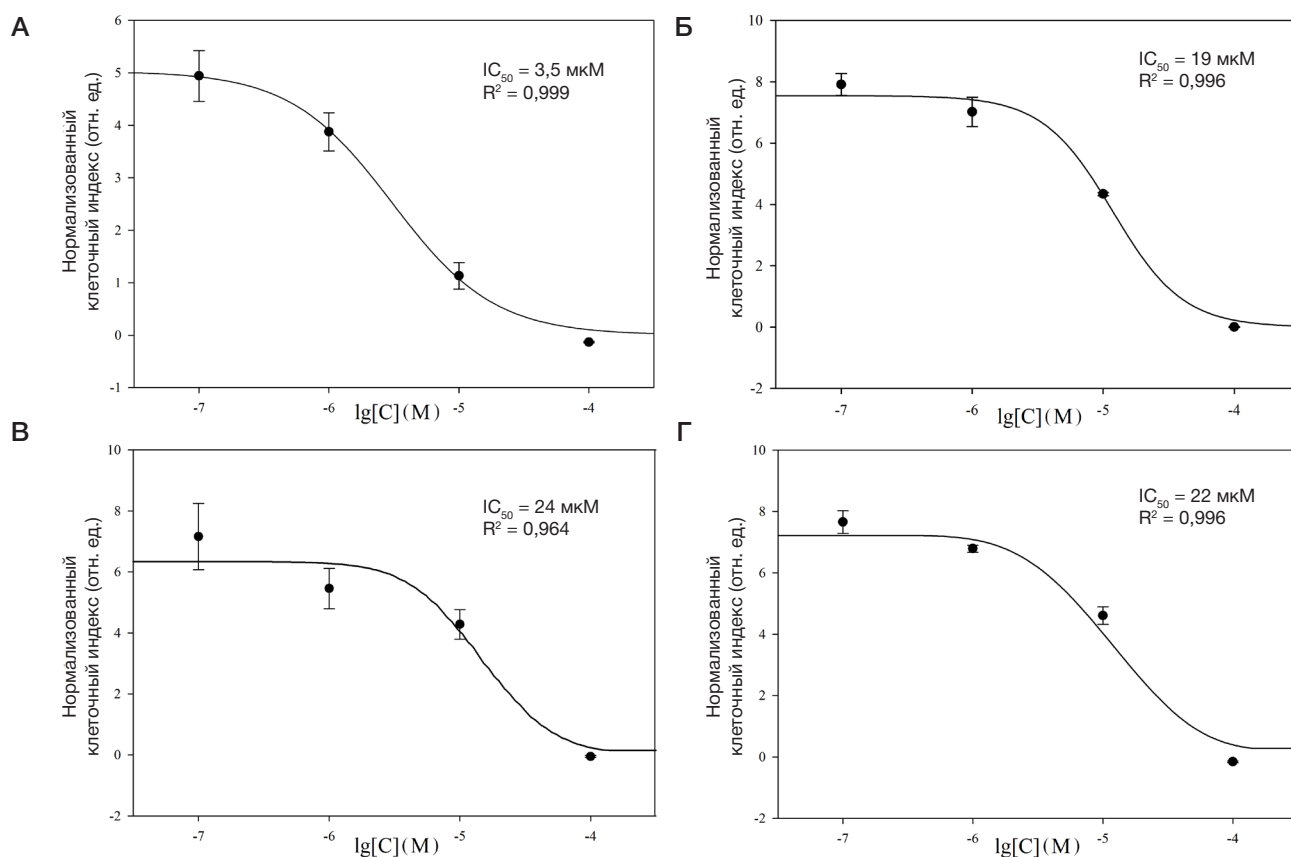 А
Нормализованный
клеточный индекс (отн. ед.)
6
5
4
3
2
1
0
-1
IC50 = 3,5 мкМ
R2 = 0,999
-7
-6
-5
-4
lg[C](M)
Б
Нормализованный
клеточный индекс (отн. ед.)
10
8
6
4
2
0
-2
IC50 = 19 мкМ
R2 = 0,996
-7
-6
-5
-4
lg[C](M)
В
Нормализованный
клеточный индекс (отн. ед.)
10
8
6
4
2
0
-2
IC50 = 24 мкМ
R2 = 0,964
-7
-6
-5
-4
lg[C](M)
Г
Нормализованный
клеточный индекс (отн. ед.)
10
8
6
4
2
0
-2
IC50 = 22 мкМ
R2 = 0,996
-7
-6
-5
-4
lg[C](M)